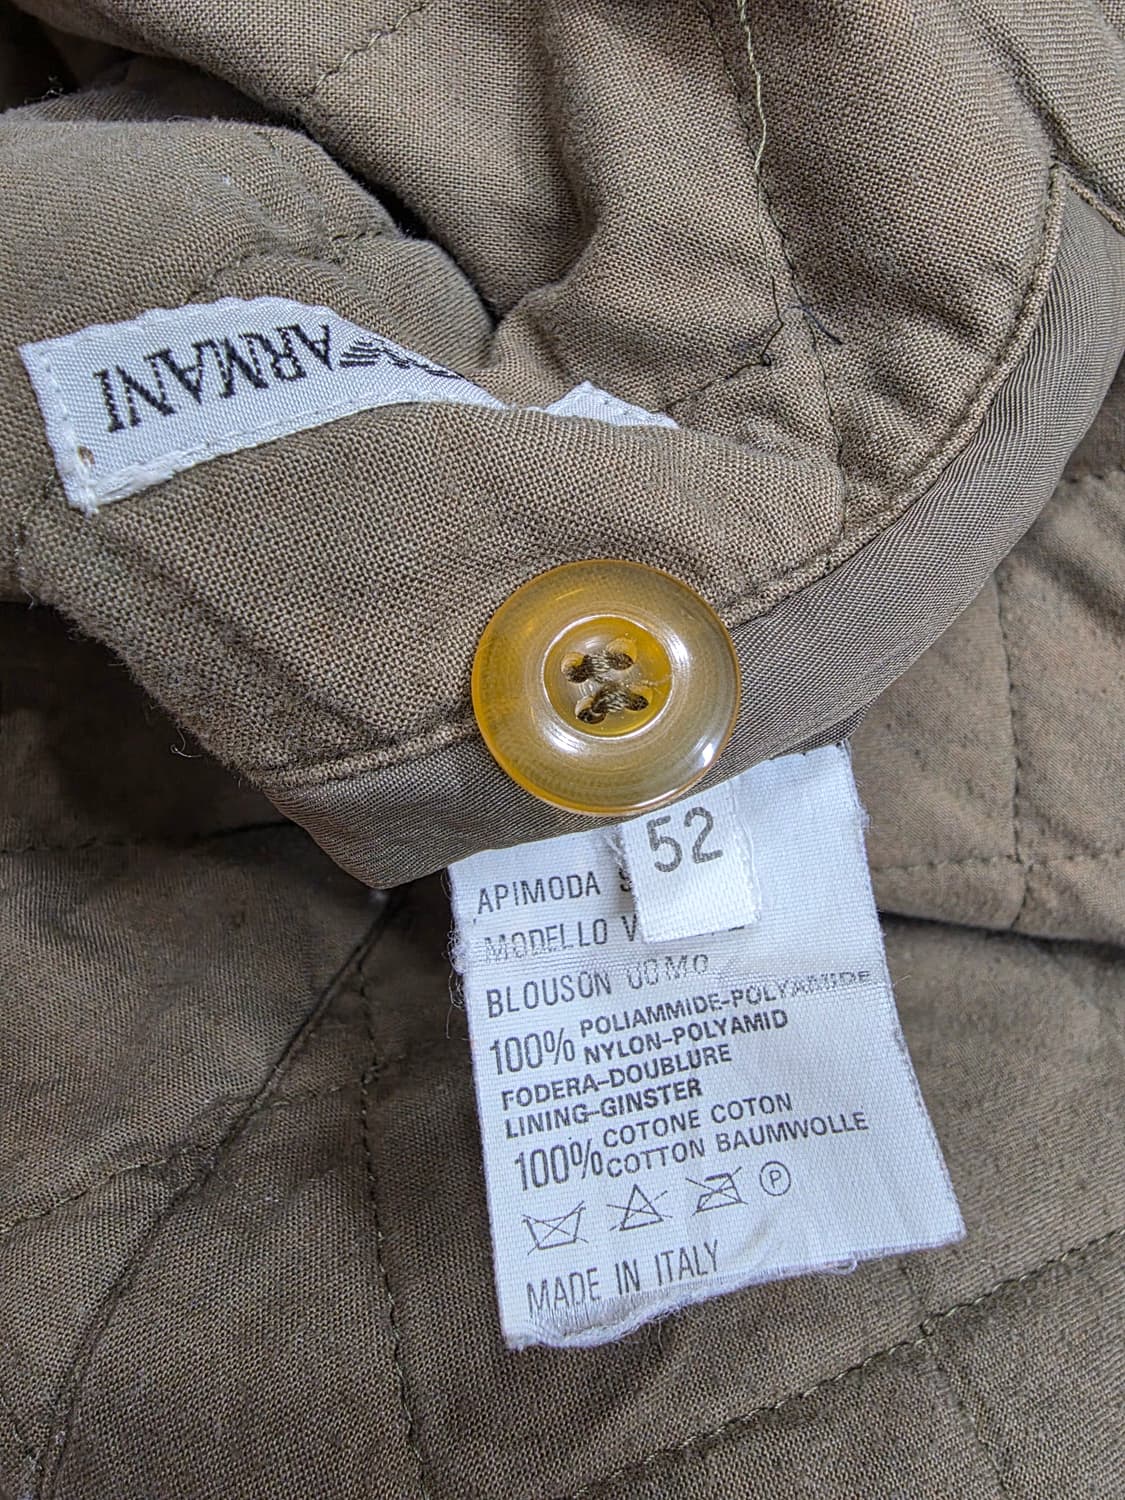 ARMANI
52
APIMODA
MODELLO
BLOUSON UOMO
100% POLIAMMIDE-POLYAMIDE
NYLON-POLYAMID
FODERA-DOUBLURE
LINING-GINSTER
100% COTONE COTON
COTTON BAUMWOLLE
P
MADE IN ITALY